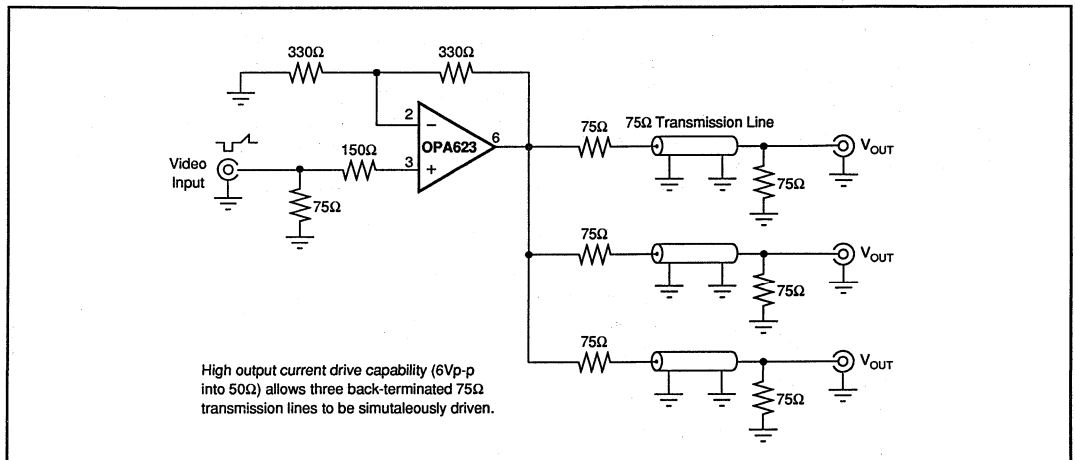 330Ω 330Ω
2
− OPA623 6
75Ω 75Ω Transmission Line
VOUT
Video
Input
150Ω 3
+
75Ω
75Ω
75Ω
VOUT
75Ω
75Ω
VOUT
75Ω
High output current drive capability (6Vp-p
into 50Ω) allows three back-terminated 75Ω
transmission lines to be simutaleously driven.